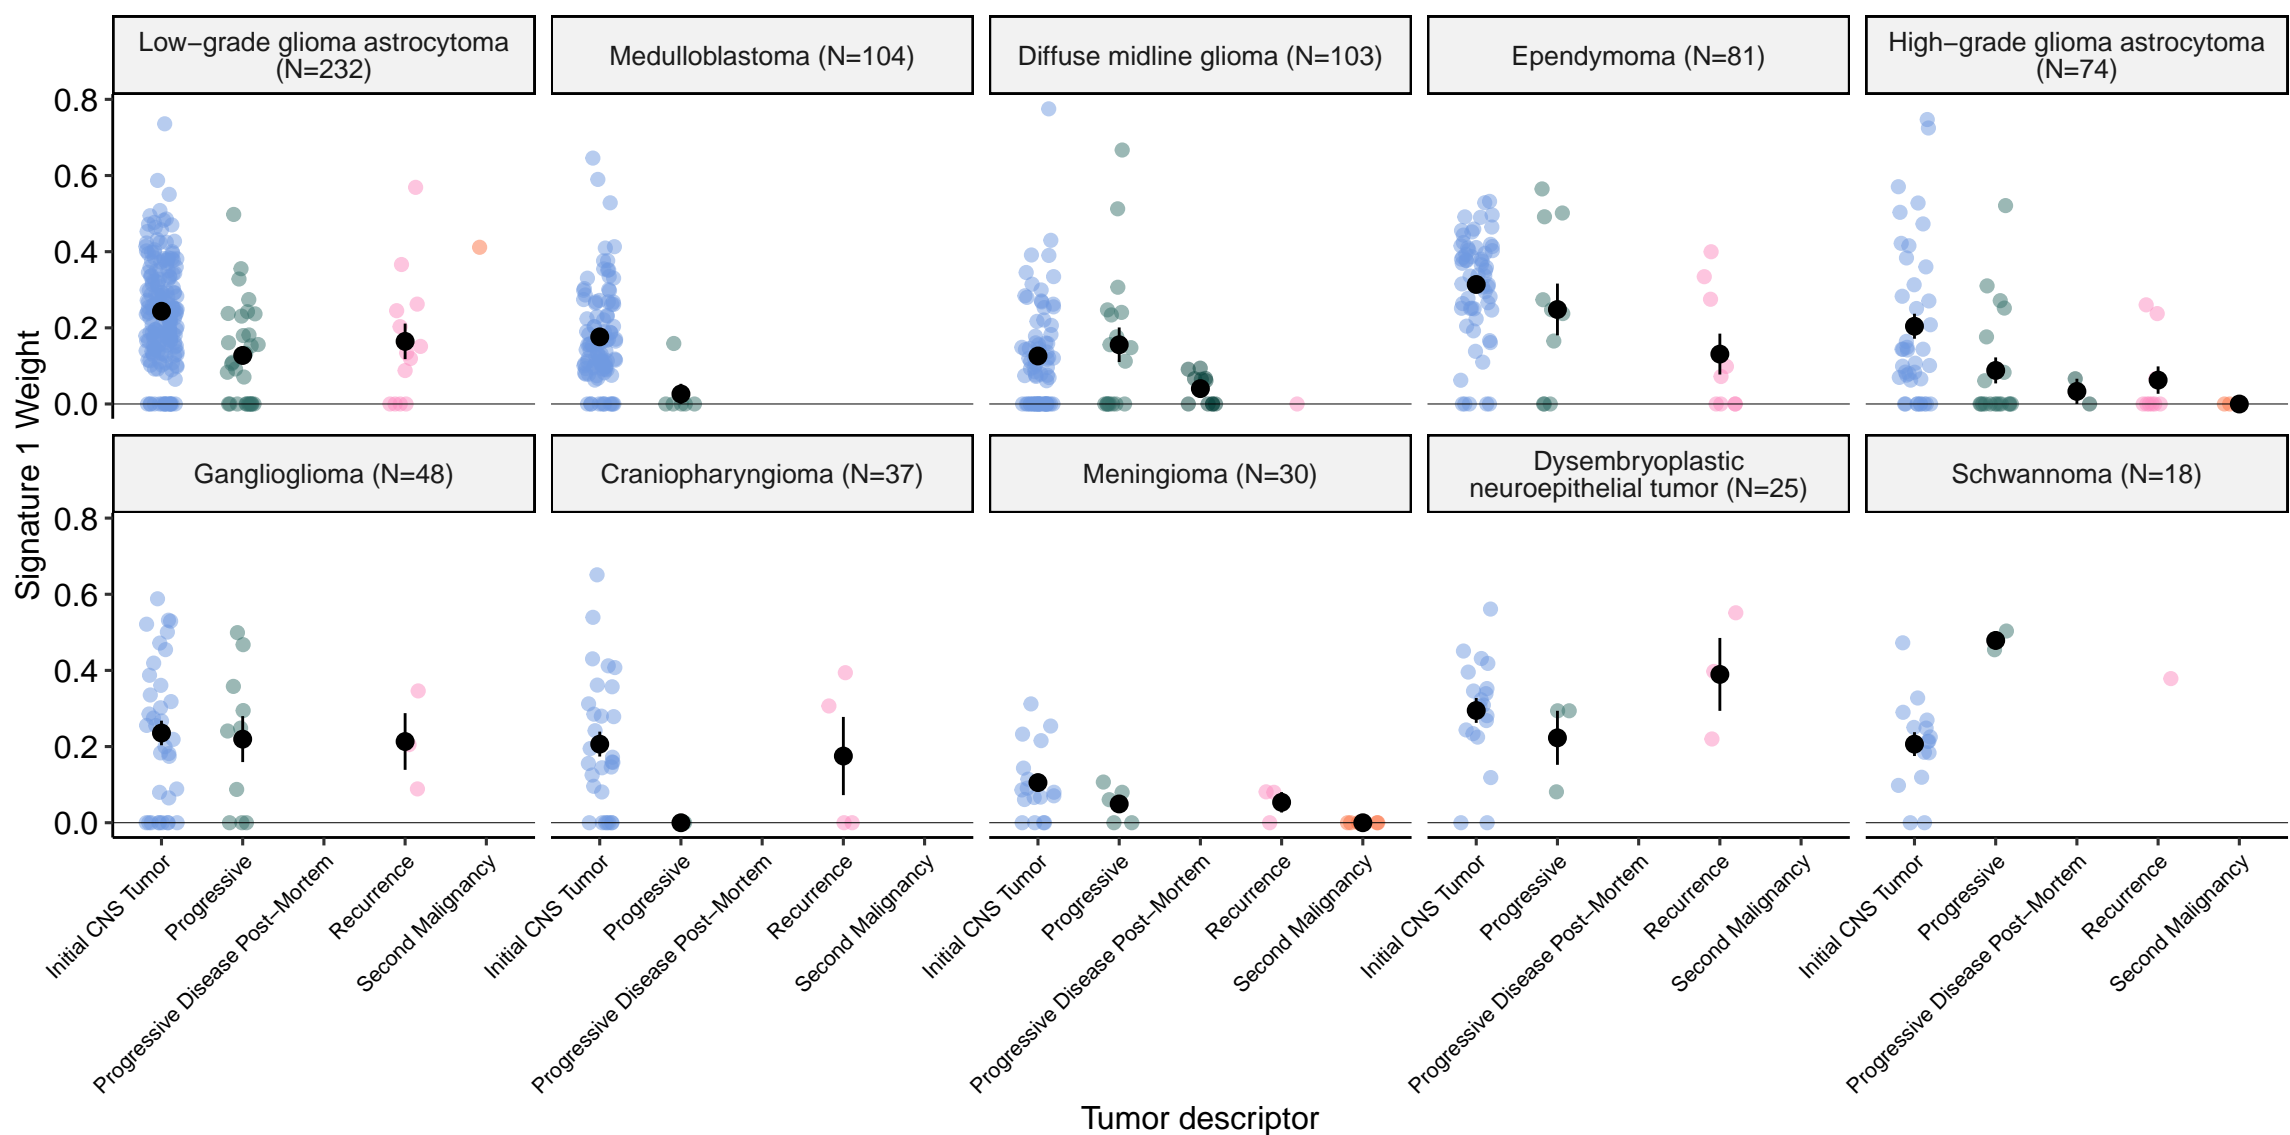 Low−grade glioma astrocytoma
(N=232)
Medulloblastoma (N=104)
Diffuse midline glioma (N=103)
Ependymoma (N=81)
High−grade glioma astrocytoma
(N=74)
0.8
0.6
0.4
0.2
0.0
Ganglioglioma (N=48)
Craniopharyngioma (N=37)
Meningioma (N=30)
Dysembryoplastic
neuroepithelial tumor (N=25)
Schwannoma (N=18)
0.8
0.6
0.4
0.2
0.0
Signature 1 Weight
Initial CNS Tumor
Progressive
Progressive Disease Post−Mortem
Recurrence
Second Malignancy
Initial CNS Tumor
Progressive
Progressive Disease Post−Mortem
Recurrence
Second Malignancy
Initial CNS Tumor
Progressive
Progressive Disease Post−Mortem
Recurrence
Second Malignancy
Initial CNS Tumor
Progressive
Progressive Disease Post−Mortem
Recurrence
Second Malignancy
Initial CNS Tumor
Progressive
Progressive Disease Post−Mortem
Recurrence
Second Malignancy
Tumor descriptor